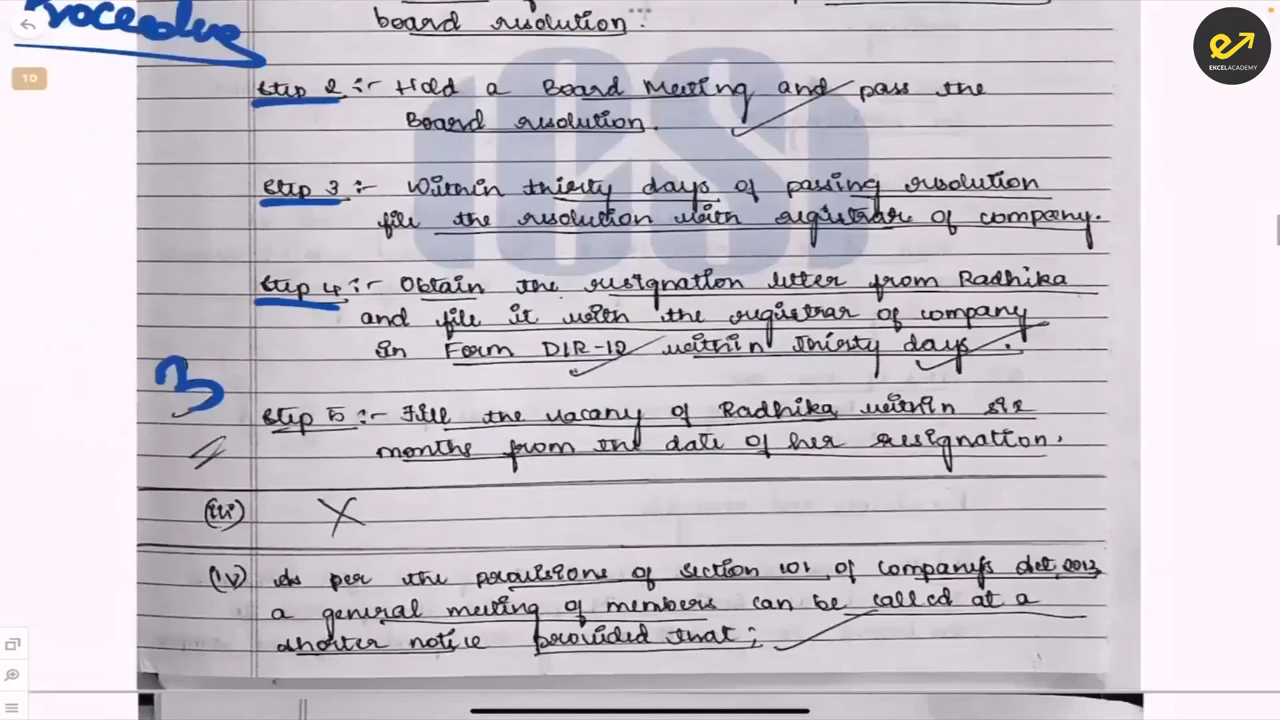 Procedure
board resolution.
10
EKCELACADEMY
Step 2 :- Hold a Board Meeting and pass the
Board resolution.
ICSI
Step 3 :- Within thirty days of passing resolution
file the resolution with registrar of company.
Step 4 :- Obtain the resignation letter from Radhika
and file it with the registrar of company
in Form DIR-12 within thirty days.
3
Step 5 :- Fill the vacany of Radhika within six
months from the date of her resignation.
(iii) X
(iv) As per the provisions of section 101 of company's Act, 2013
a general meeting of members can be called at a
shorter notice provided that ;